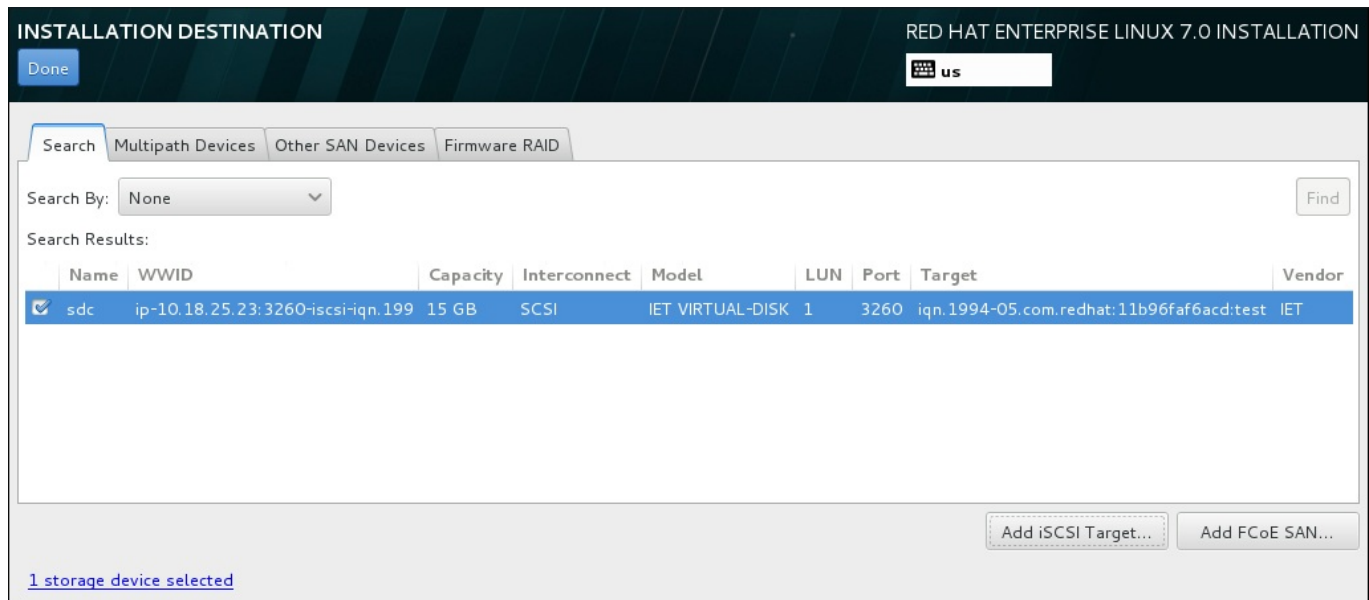 INSTALLATION DESTINATION
RED HAT ENTERPRISE LINUX 7.0 INSTALLATION
Done
us
Search Multipath Devices Other SAN Devices Firmware RAID
Search By: None Find
Search Results:
Name WWID Capacity Interconnect Model LUN Port Target Vendor
sdc ip-10.18.25.23:3260-iscsi-iqn.199 15 GB SCSI IET VIRTUAL-DISK 1 3260 iqn.1994-05.com.redhat:11b96faf6acd:test IET
Add iSCSI Target... Add FCoE SAN...
1 storage device selected